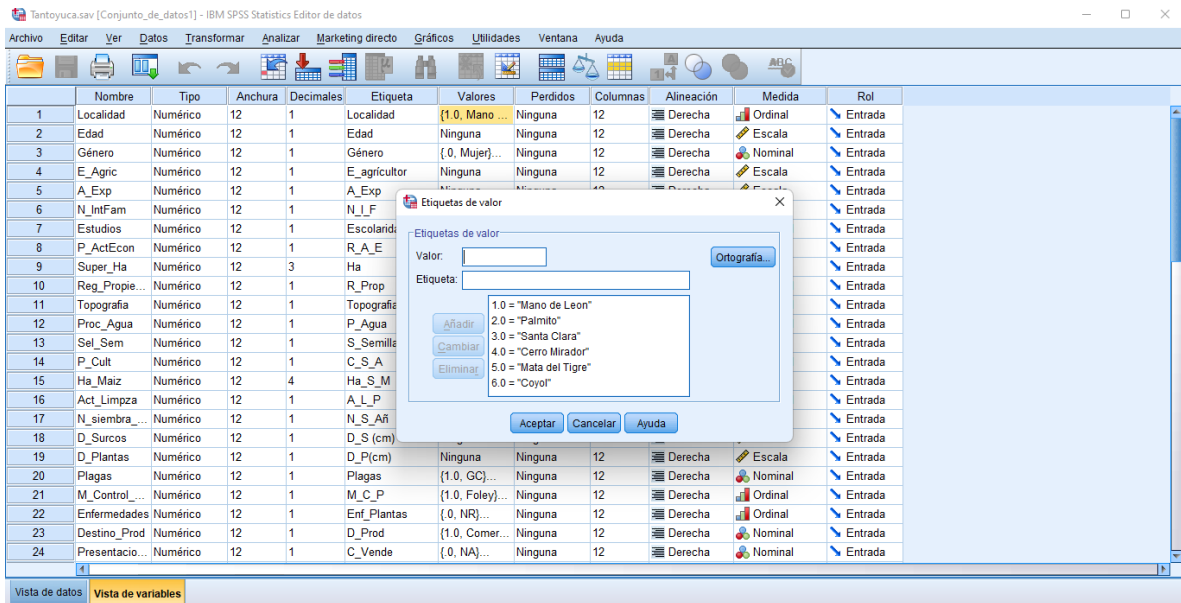 Tantoyuca.sav [Conjunto_de_datos1] - IBM SPSS Statistics Editor de datos
Archivo Editar Ver Datos Transformar Analizar Marketing directo Gráficos Utilidades Ventana Ayuda
Nombre Tipo Anchura Decimales Etiqueta Valores Perdidos Columnas Alineación Medida Rol
1 Localidad Numérico 12 1 Localidad {1.0, Mano ... Ninguna 12 Derecha Ordinal Entrada
2 Edad Numérico 12 1 Edad Ninguna Ninguna 12 Derecha Escala Entrada
3 Género Numérico 12 1 Género {.0, Mujer}... Ninguna 12 Derecha Nominal Entrada
4 E_Agric Numérico 12 1 E_agrícultor Ninguna Ninguna 12 Derecha Escala Entrada
5 A_Exp Numérico 12 1 A_Exp Entrada
6 N_IntFam Numérico 12 1 N_I_F Entrada
7 Estudios Numérico 12 1 Escolarida Entrada
8 P_ActEcon Numérico 12 1 R_A_E Entrada
9 Super_Ha Numérico 12 3 Ha Entrada
10 Reg_Propie... Numérico 12 1 R_Prop Entrada
11 Topografia Numérico 12 1 Topografia Entrada
12 Proc_Agua Numérico 12 1 P_Agua Entrada
13 Sel_Sem Numérico 12 1 S_Semilla Entrada
14 P_Cult Numérico 12 1 C_S_A Entrada
15 Ha_Maiz Numérico 12 4 Ha_S_M Entrada
16 Act_Limpza Numérico 12 1 A_L_P Entrada
17 N_siembra_... Numérico 12 1 N_S_Añ Entrada
18 D_Surcos Numérico 12 1 D_S (cm) Entrada
19 D_Plantas Numérico 12 1 D_P(cm) Ninguna Ninguna 12 Derecha Escala Entrada
20 Plagas Numérico 12 1 Plagas {1.0, GC}... Ninguna 12 Derecha Nominal Entrada
21 M_Control_... Numérico 12 1 M_C_P {1.0, Foley}... Ninguna 12 Derecha Ordinal Entrada
22 Enfermedades Numérico 12 1 Enf_Plantas {.0, NR}... Ninguna 12 Derecha Ordinal Entrada
23 Destino_Prod Numérico 12 1 D_Prod {1.0, Comer... Ninguna 12 Derecha Nominal Entrada
24 Presentacio... Numérico 12 1 C_Vende {.0, NA}... Ninguna 12 Derecha Nominal Entrada
Etiquetas de valor
Etiquetas de valor
Valor:
Ortografía...
Etiqueta:
1.0 = "Mano de Leon"
2.0 = "Palmito"
3.0 = "Santa Clara"
4.0 = "Cerro Mirador"
5.0 = "Mata del Tigre"
6.0 = "Coyol"
Añadir
Cambiar
Eliminar
Aceptar Cancelar Ayuda
Vista de datos Vista de variables